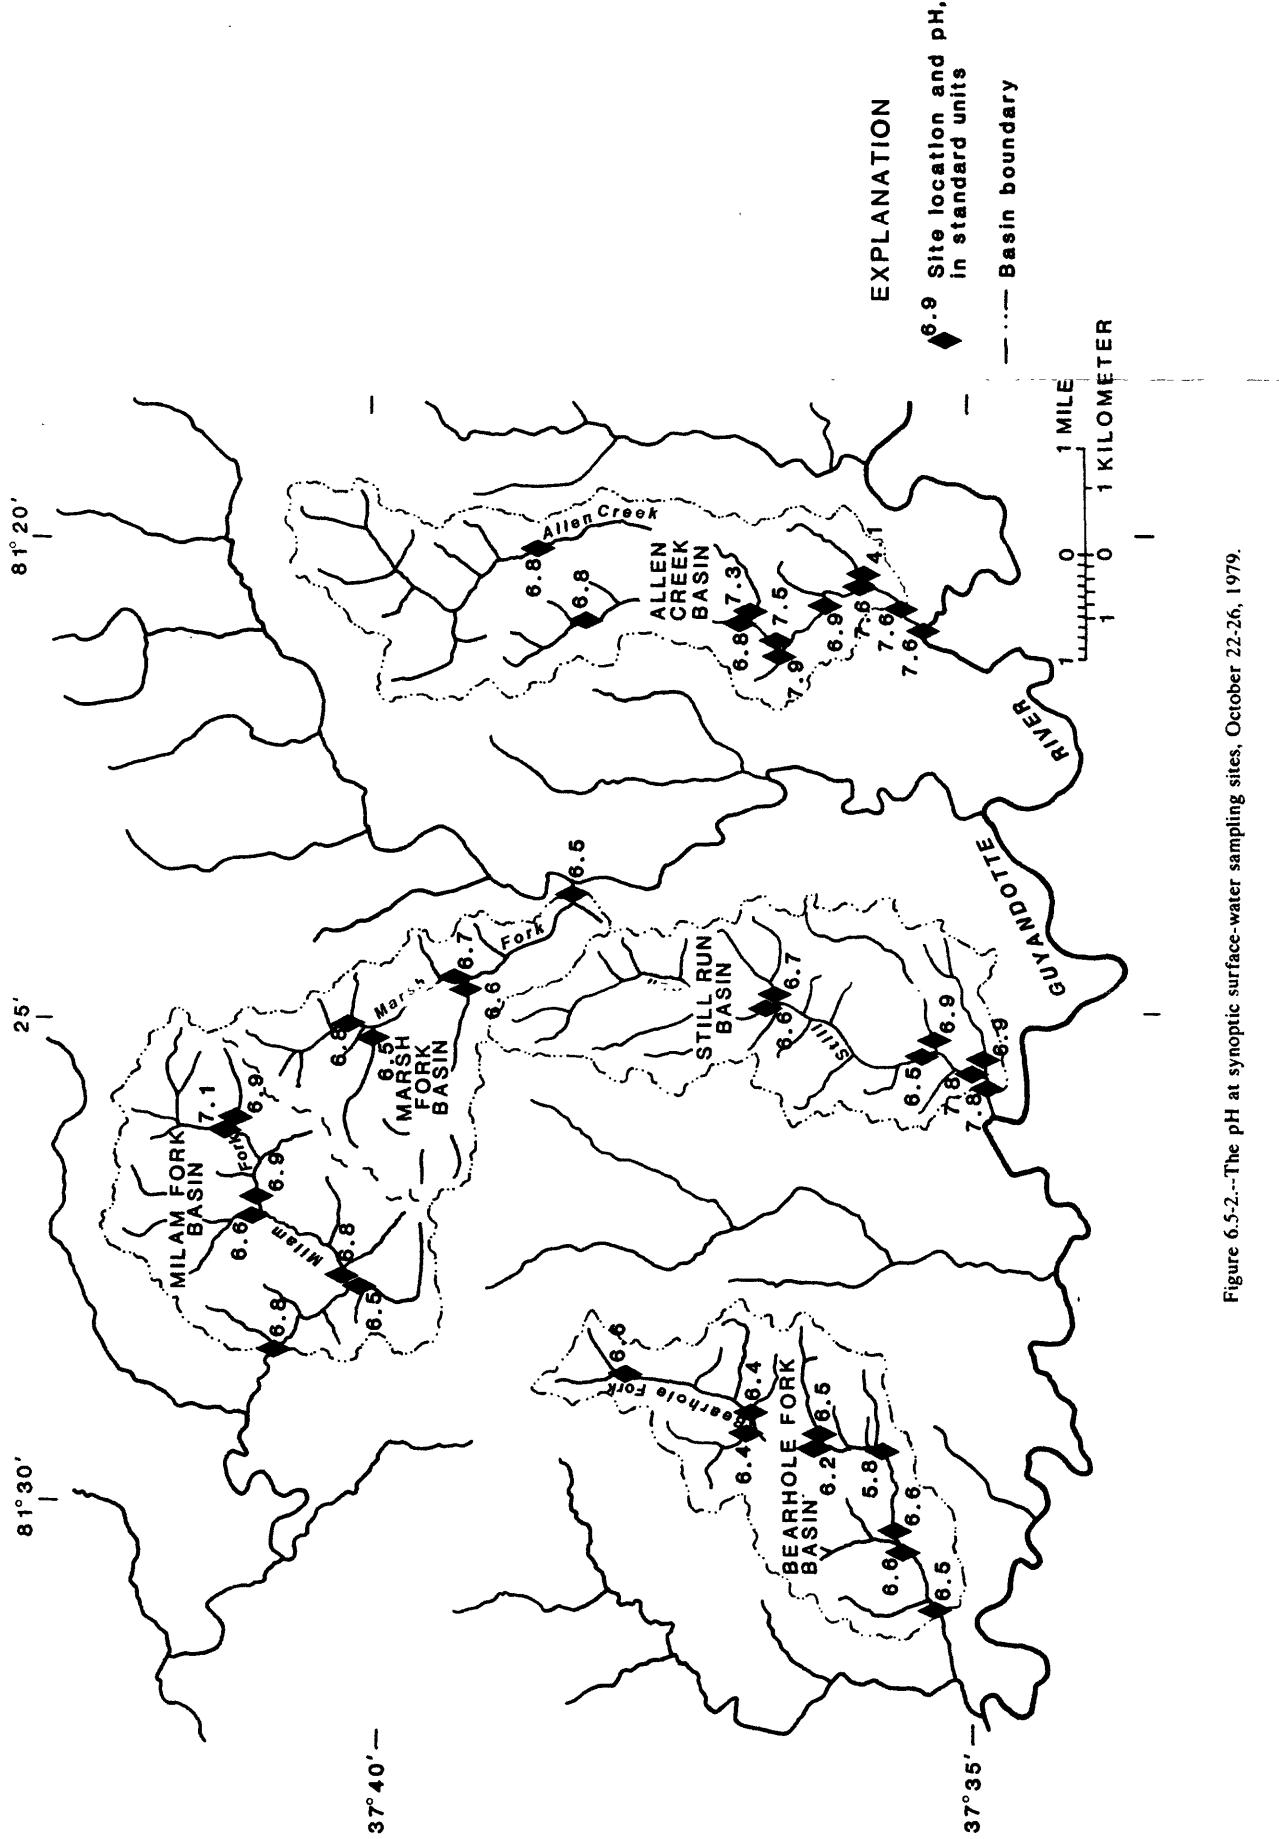 81°30′
25′
81°20′
37°40′
37°35′
MILAM FORK
BASIN
7.1
6.9
Fork
6.9
6.6
Milam
6.8
6.5
6.8
MARSH
FORK
BASIN
6.8
6.5
Marsh
6.7
6.6
Fork
6.5
ALLEN
CREEK
BASIN
Allen Creek
6.8
6.8
7.3
6.8
7.5
7.9
6.9
4.1
7.6
7.6
7.6
STILL RUN
BASIN
6.7
6.6
Still
6.9
6.5
6.9
7.8
7.8
BEARHOLE FORK
BASIN
6.6
Bearhole Fork
6.4
6.4
6.5
6.2
5.8
6.6
6.6
6.5
GUYANDOTTE
RIVER
1 0 1 MILE
1 0 1 KILOMETER
EXPLANATION
6.9 Site location and pH,
in standard units
Basin boundary
Figure 6.5-2.--The pH at synoptic surface-water sampling sites, October 22-26, 1979.